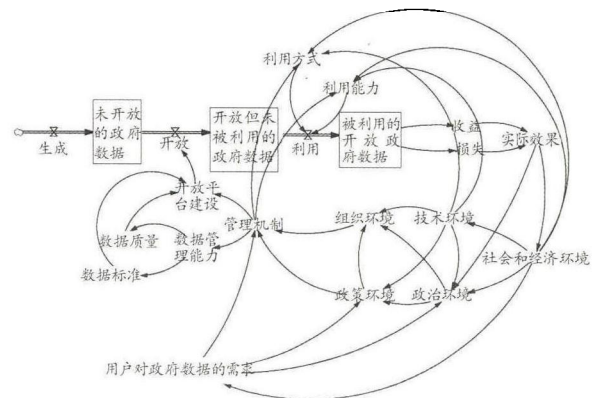 利用方式
利用能力
未开放
的政府
数据
开放但未
被利用的
政府数据
被利用的
开放政
府数据
生成
开放
利用
收益
损失
实际效果
开放平
台建设
管理机制
组织环境
技术环境
数据质量
数据管
理能力
数据标准
社会和经济环境
政策环境
政治环境
用户对政府数据的需求